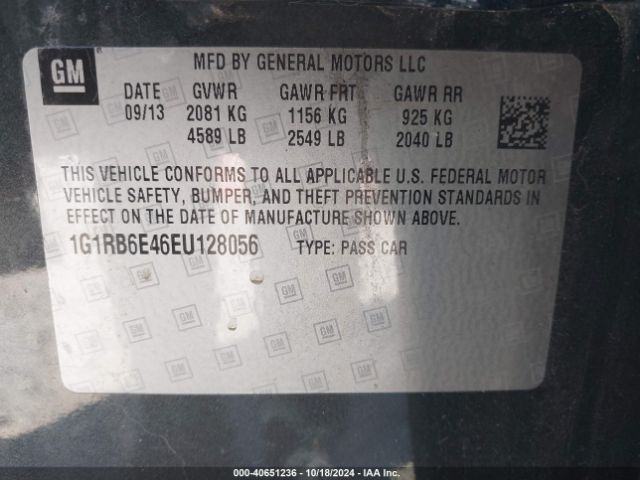 GM
MFD BY GENERAL MOTORS LLC
DATE GVWR GAWR FRT GAWR RR
09/13 2081 KG 1156 KG 925 KG
4589 LB 2549 LB 2040 LB
THIS VEHICLE CONFORMS TO ALL APPLICABLE U.S. FEDERAL MOTOR
VEHICLE SAFETY, BUMPER, AND THEFT PREVENTION STANDARDS IN
EFFECT ON THE DATE OF MANUFACTURE SHOWN ABOVE.
1G1RB6E46EU128056 TYPE: PASS CAR
OWN - 40651236 - 10/18/2024 - IAA Inc.